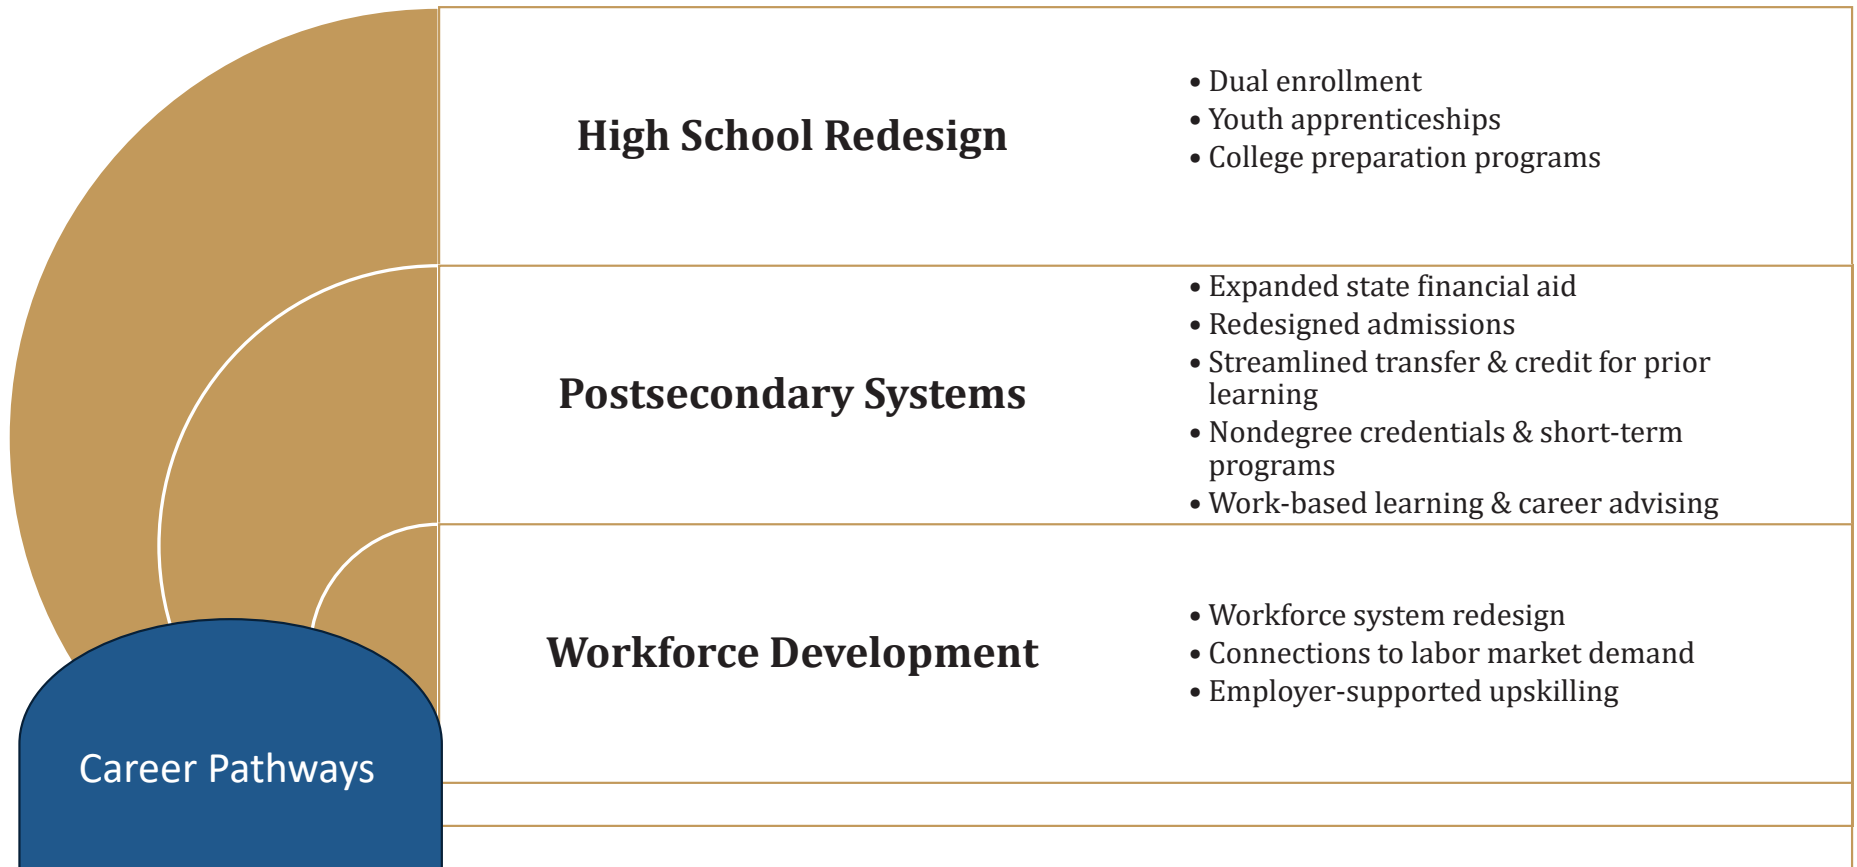 High School Redesign
• Dual enrollment
• Youth apprenticeships
• College preparation programs
Postsecondary Systems
• Expanded state financial aid
• Redesigned admissions
• Streamlined transfer & credit for prior
learning
• Nondegree credentials & short-term
programs
• Work-based learning & career advising
Workforce Development
• Workforce system redesign
• Connections to labor market demand
• Employer-supported upskilling
Career Pathways